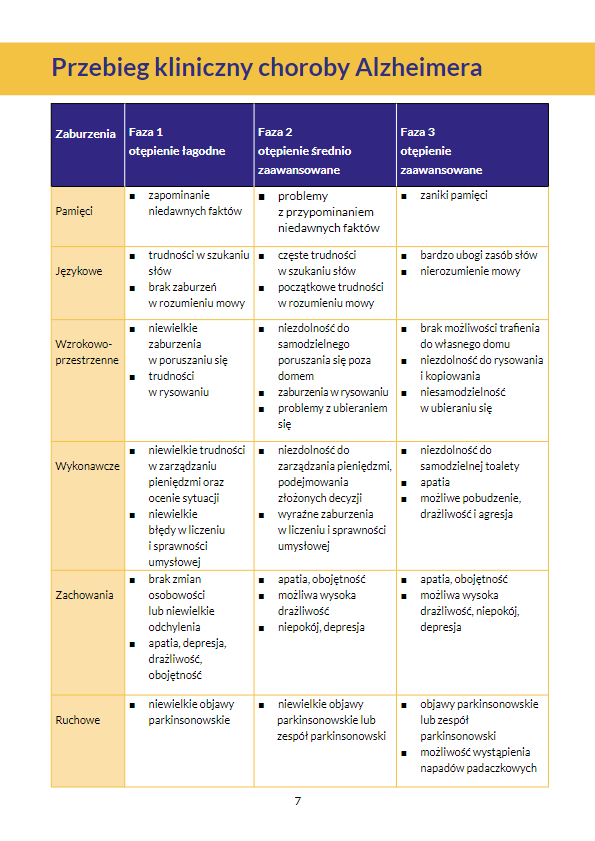 Przebieg kliniczny choroby Alzheimera
Zaburzenia
Faza 1
otępienie łagodne
Faza 2
otępienie średnio
zaawansowane
Faza 3
otępienie
zaawansowane
Pamięci
▪ zapominanie
niedawnych faktów
▪ problemy
z przypominaniem
niedawnych faktów
▪ zaniki pamięci
Językowe
▪ trudności w szukaniu
słów
▪ brak zaburzeń
w rozumieniu mowy
▪ częste trudności
w szukaniu słów
▪ początkowe trudności
w rozumieniu mowy
▪ bardzo ubogi zasób słów
▪ nierozumienie mowy
Wzrokowo-
przestrzenne
▪ niewielkie
zaburzenia
w poruszaniu się
▪ trudności
w rysowaniu
▪ niezdolność do
samodzielnego
poruszania się poza
domem
▪ zaburzenia w rysowaniu
▪ problemy z ubieraniem
się
▪ brak możliwości trafienia
do własnego domu
▪ niezdolność do rysowania
i kopiowania
▪ niesamodzielność
w ubieraniu się
Wykonawcze
▪ niewielkie trudności
w zarządzaniu
pieniędzmi oraz
ocenie sytuacji
▪ niewielkie
błędy w liczeniu
i sprawności
umysłowej
▪ niezdolność do
zarządzania pieniędzmi,
podejmowania
złożonych decyzji
▪ wyraźne zaburzenia
w liczeniu i sprawności
umysłowej
▪ niezdolność do
samodzielnej toalety
▪ apatia
▪ możliwe pobudzenie,
drażliwość i agresja
Zachowania
▪ brak zmian
osobowości
lub niewielkie
odchylenia
▪ apatia, depresja,
drażliwość,
obojętność
▪ apatia, obojętność
▪ możliwa wysoka
drażliwość
▪ niepokój, depresja
▪ apatia, obojętność
▪ możliwa wysoka
drażliwość, niepokój,
depresja
Ruchowe
▪ niewielkie objawy
parkinsonowskie
▪ niewielkie objawy
parkinsonowskie lub
zespół parkinsonowski
▪ objawy parkinsonowskie
lub zespół
parkinsonowski
▪ możliwość wystąpienia
napadów padaczkowych
7